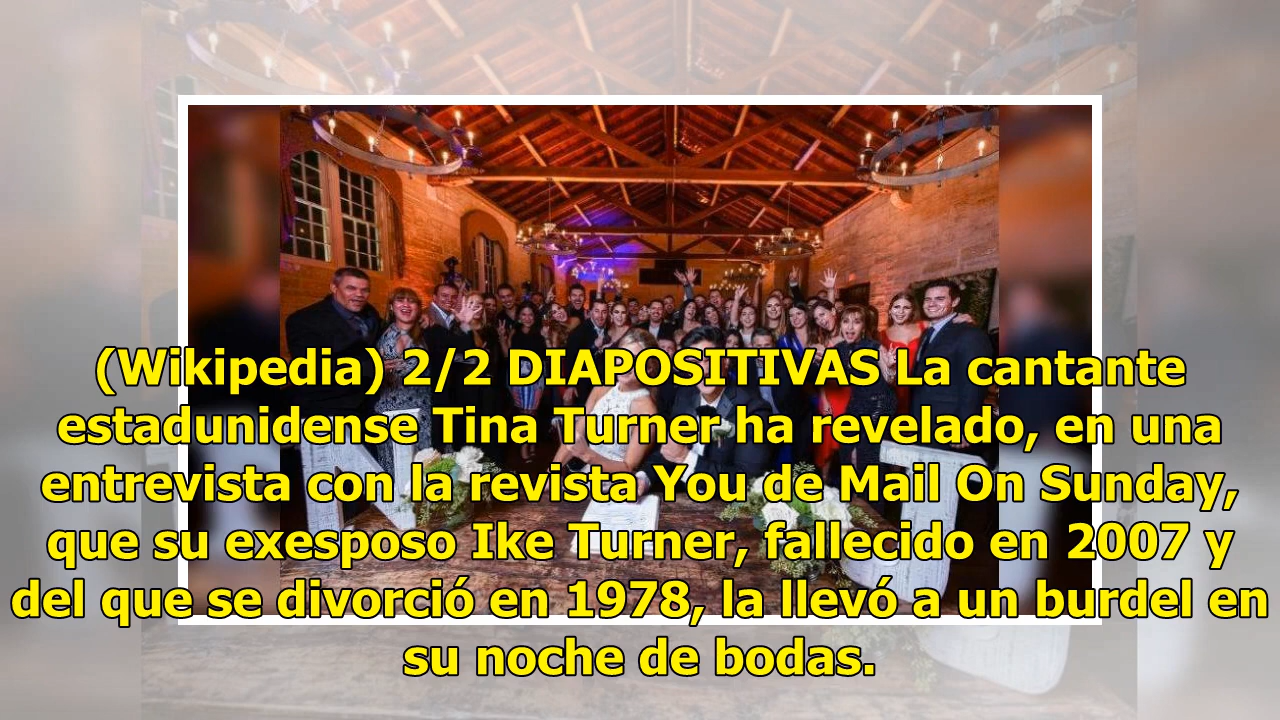 (Wikipedia) 2/2 DIAPOSITIVAS La cantante
estadunidense Tina Turner ha revelado, en una
entrevista con la revista You de Mail On Sunday,
que su exesposo Ike Turner, fallecido en 2007 y
del que se divorció en 1978, la llevó a un burdel en
su noche de bodas.